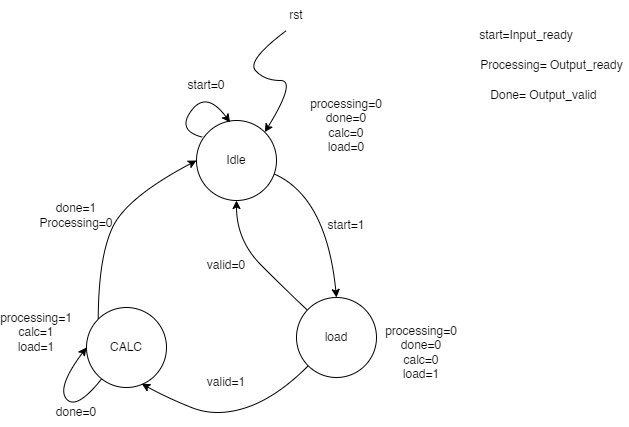 rst
start=Input_ready
Processing= Output_ready
Done= Output_valid
start=0
processing=0
done=0
calc=0
load=0
Idle
done=1
Processing=0
start=1
valid=0
processing=1
calc=1
load=1
CALC
load
processing=0
done=0
calc=0
load=1
valid=1
done=0